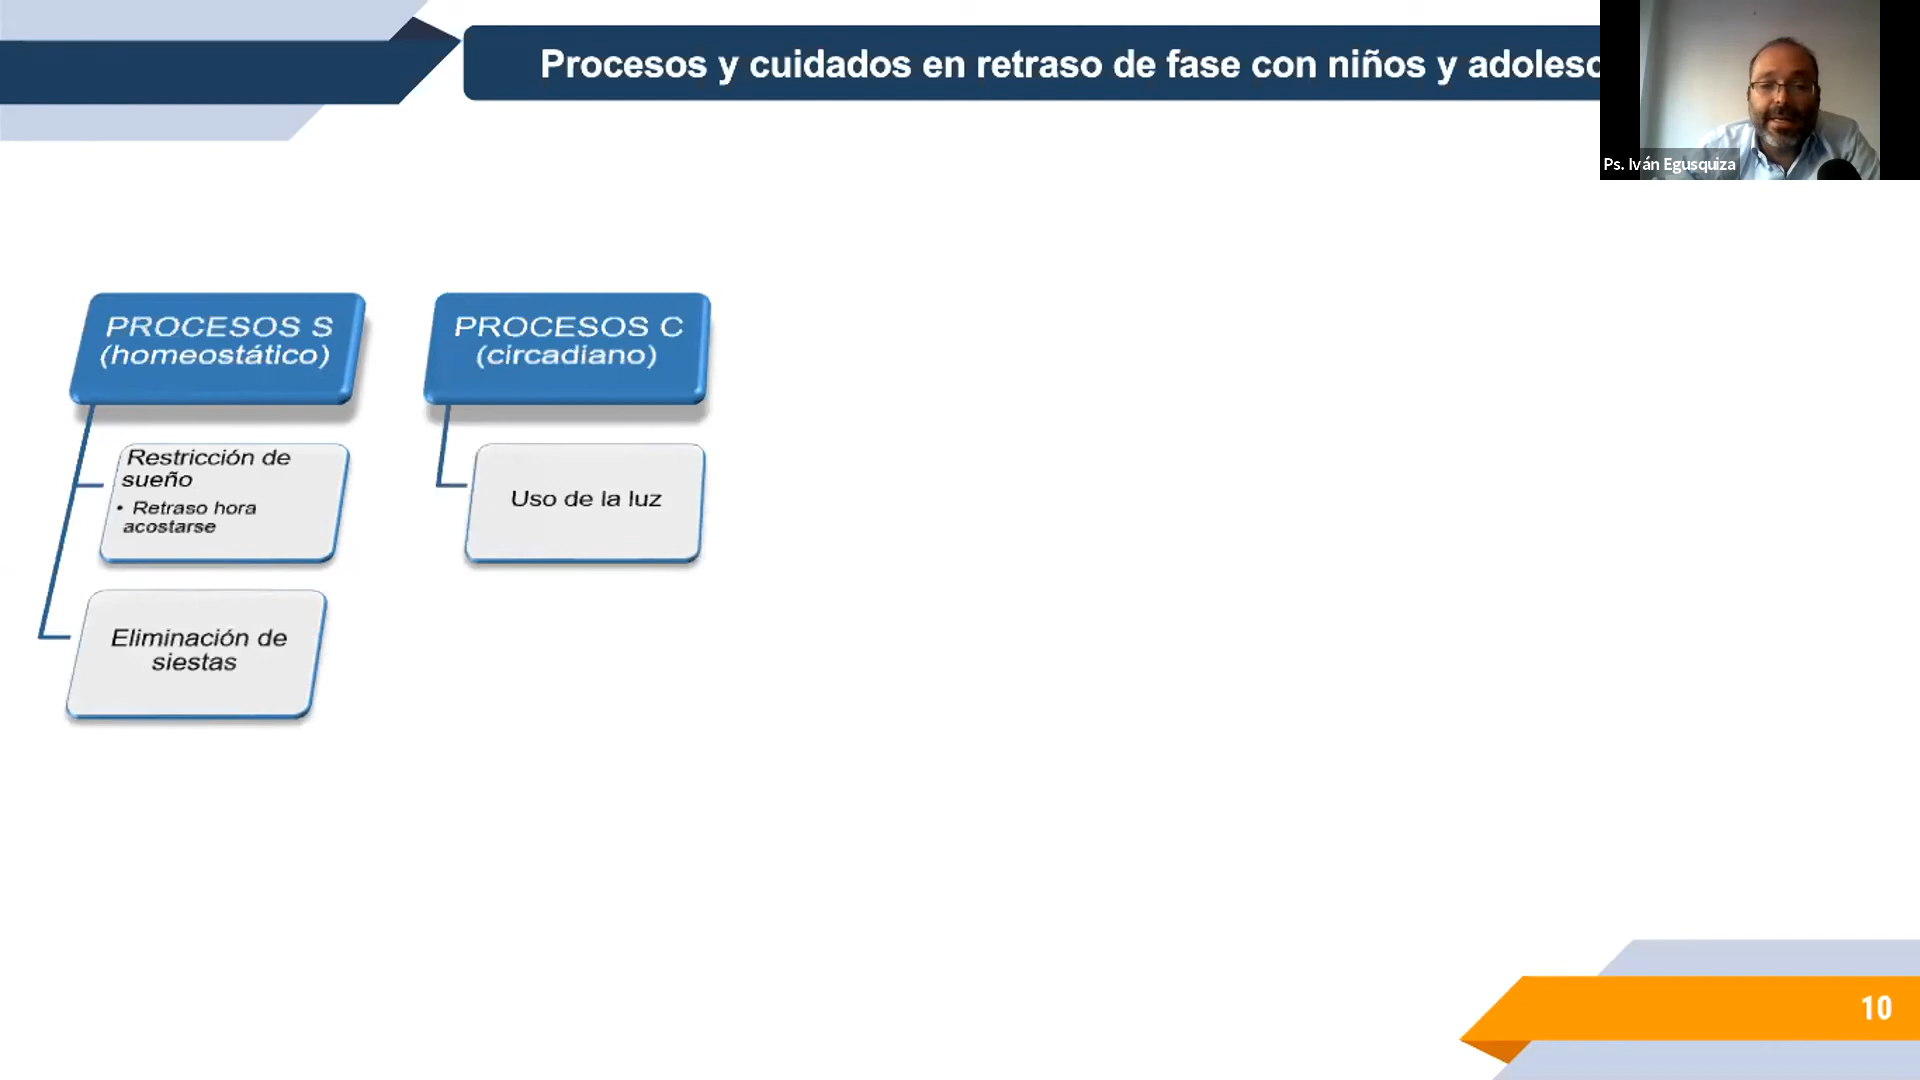 Procesos y cuidados en retraso de fase con niños y adolesc
Ps. Iván Egusquiza
PROCESOS S
(homeostático)
Restricción de
sueño
• Retraso hora
acostarse
Eliminación de
siestas
PROCESOS C
(circadiano)
Uso de la luz
10